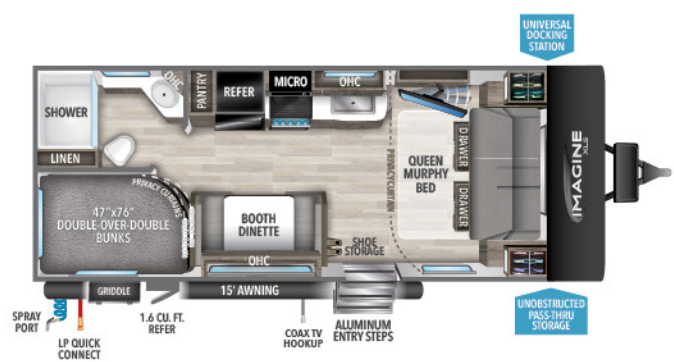 UNIVERSAL
DOCKING
STATION
OHC
PANTRY
REFER
MICRO
OHC
SHOWER
LINEN
PRIVACY CURTAINS
47"x76"
DOUBLE-OVER-DOUBLE
BUNKS
BOOTH
DINETTE
OHC
SHOE
STORAGE
PRIVACY CURTAIN
QUEEN
MURPHY
BED
DRAWER
DRAWER
IMAGINE
XLS
SPRAY
PORT
LP QUICK
CONNECT
GRIDDLE
1.6 CU. FT.
REFER
15' AWNING
COAX TV
HOOKUP
ALUMINUM
ENTRY STEPS
UNOBSTRUCTED
PASS-THRU
STORAGE